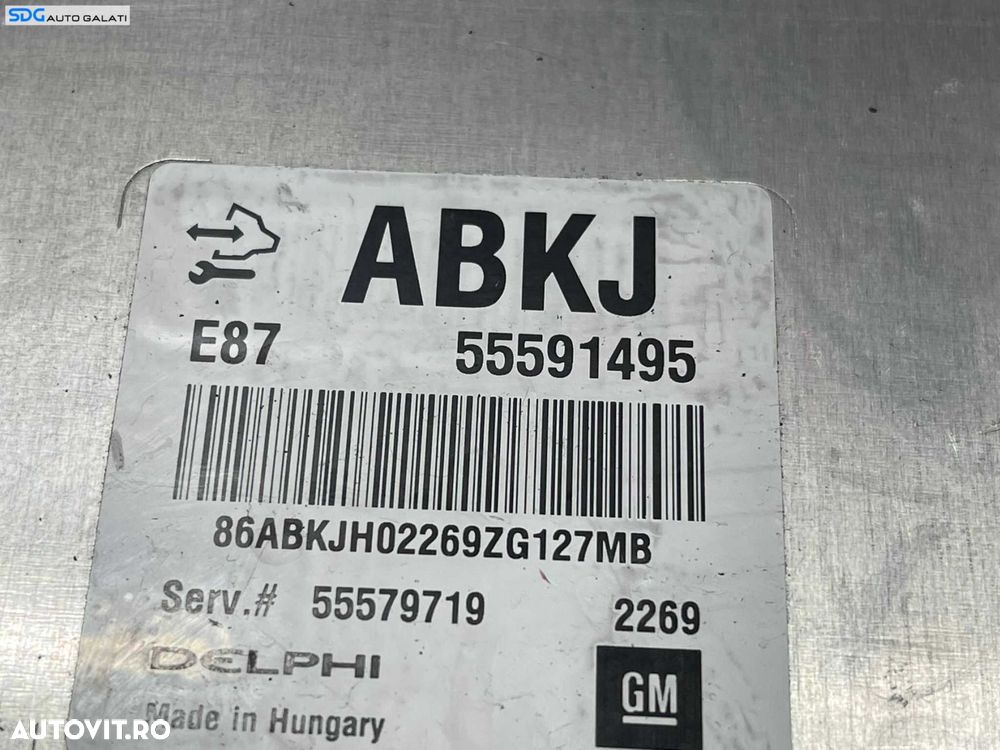 SDG AUTO GALATI
ABKJ
E87 55591495
86ABKJH02269ZG127MB
Serv.# 55579719 2269
DELPHI
GM
Made in Hungary
AUTOVIT.RO